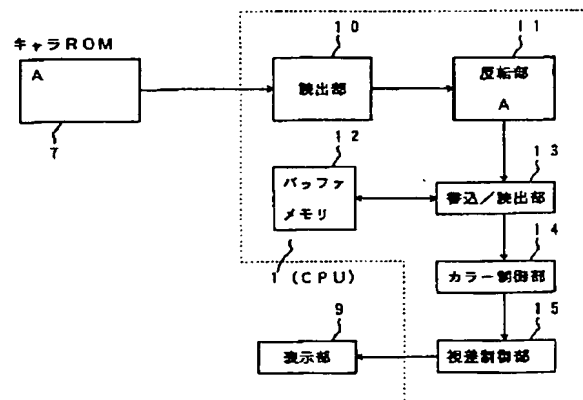 １０
１１
キャラＲＯＭ
Ａ
読出部
反転部
Ａ
７
１２
１３
バッファ
メモリ
書込／読出部
１４
１（ＣＰＵ）
カラー制御部
９
１５
表示部
視差制御部